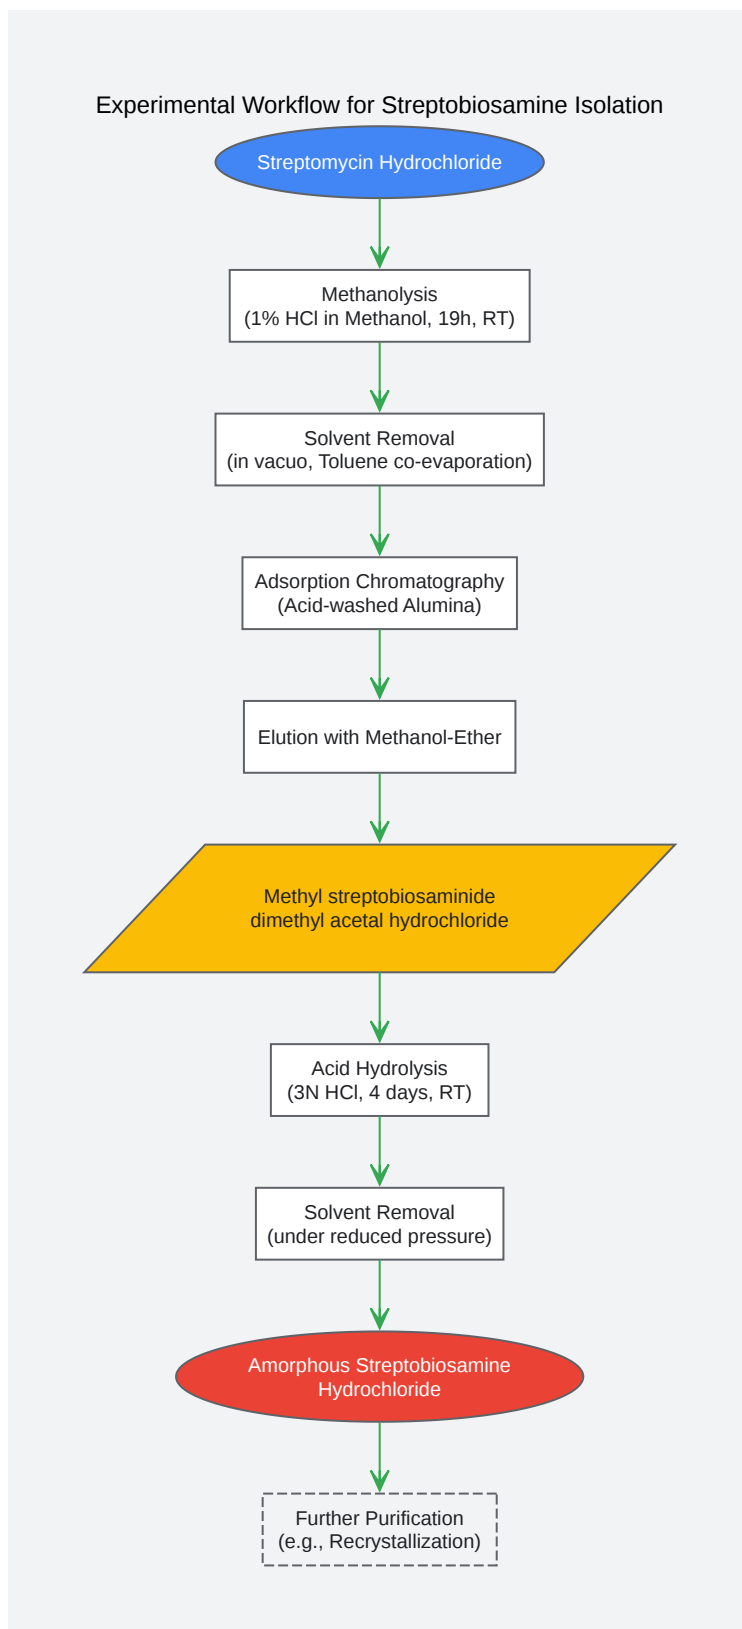 Experimental Workflow for Streptobiosamine Isolation
Streptomycin Hydrochloride
Methanolysis
(1% HCl in Methanol, 19h, RT)
Solvent Removal
(in vacuo, Toluene co-evaporation)
Adsorption Chromatography
(Acid-washed Alumina)
Elution with Methanol-Ether
Methyl streptobiosaminide
dimethyl acetal hydrochloride
Acid Hydrolysis
(3N HCl, 4 days, RT)
Solvent Removal
(under reduced pressure)
Amorphous Streptobiosamine
Hydrochloride
Further Purification
(e.g., Recrystallization)